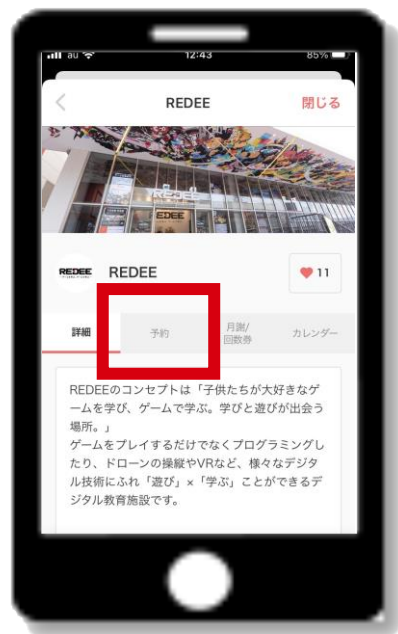 au 12:43 85%
REDEE 閉じる
REDEE
REDEE
REDEE REDEE 11
詳細 予約 月謝/ カレンダー
回数券
REDEEのコンセプトは「子供たちが大好きなゲ
ームを学び、ゲームで学ぶ。学びと遊びが出会う
場所。」
ゲームをプレイするだけでなくプログラミングし
たり、ドローンの操縦やVRなど、様々なデジタ
ル技術にふれ「遊び」×「学ぶ」ことができるデ
ジタル教育施設です。